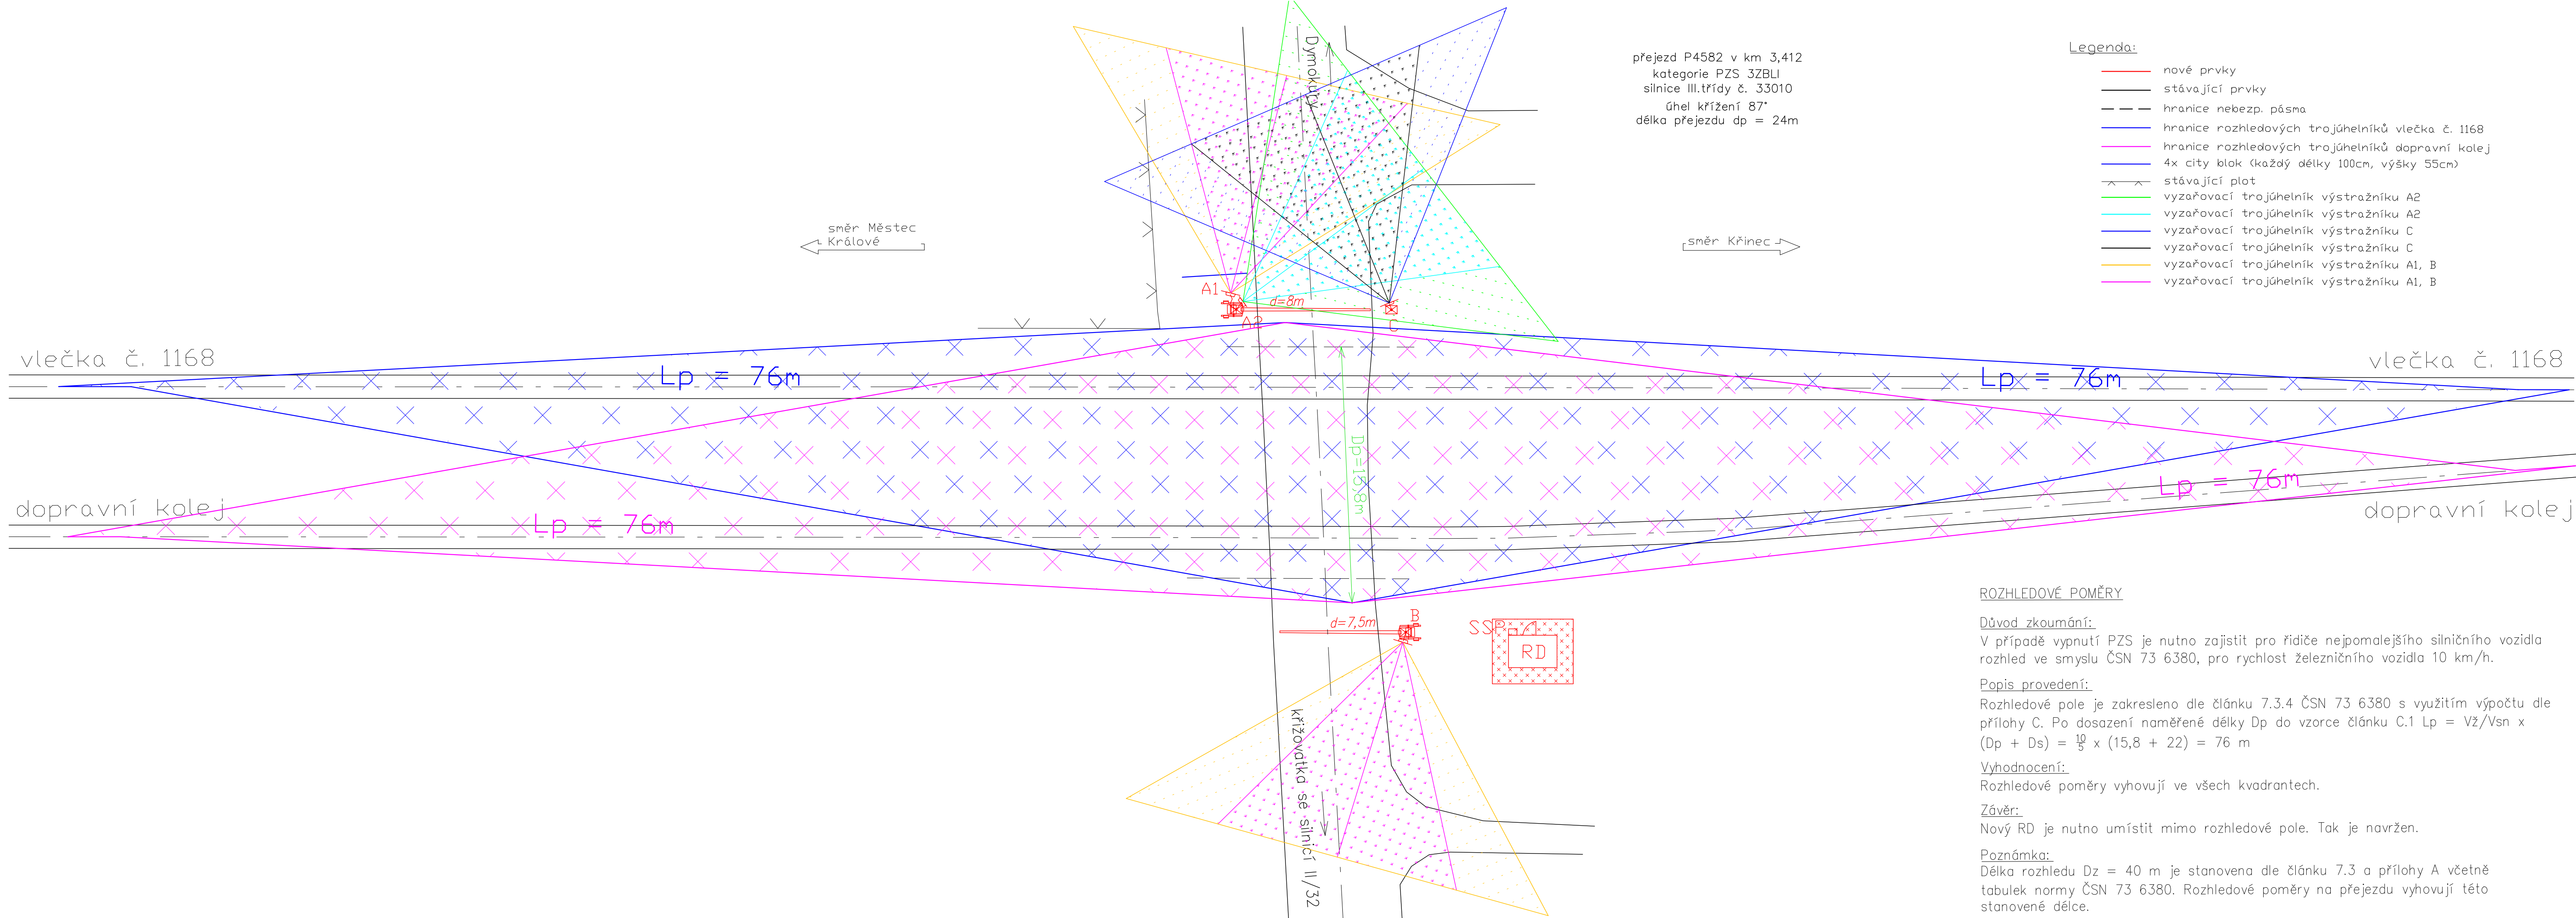 Dymokury
přejezd P4582 v km 3,412
kategorie PZS 3ZBLI
silnice III.třídy č. 33010
úhel křížení 87°
délka přejezdu dp = 24m
Legenda:
nové prvky
stávající prvky
hranice nebezp. pásma
hranice rozhledových trojúhelníků vlečka č. 1168
hranice rozhledových trojúhelníků dopravní kolej
4x city blok (každý délky 100cm, výšky 55cm)
stávající plot
vyzařovací trojúhelník výstražníku A2
vyzařovací trojúhelník výstražníku A2
vyzařovací trojúhelník výstražníku C
vyzařovací trojúhelník výstražníku C
vyzařovací trojúhelník výstražníku A1, B
vyzařovací trojúhelník výstražníku A1, B
směr Městec
Králové
směr Křinec
A1
d=8m
A2
C
vlečka č. 1168
vlečka č. 1168
Lp = 76m
Lp = 76m
Dp=15,8m
dopravní kolej
Lp = 76m
Lp = 76m
dopravní kolej
B
d=7,5m
SSP
RD
křižovatka se silnicí II/32
ROZHLEDOVÉ POMĚRY
Důvod zkoumání:
V případě vypnutí PZS je nutno zajistit pro řidiče nejpomalejšího silničního vozidla
rozhled ve smyslu ČSN 73 6380, pro rychlost železničního vozidla 10 km/h.
Popis provedení:
Rozhledové pole je zakresleno dle článku 7.3.4 ČSN 73 6380 s využitím výpočtu dle
přílohy C. Po dosazení naměřené délky Dp do vzorce článku C.1 Lp = Vž/Vsn x
(Dp + Ds) = 10/5 x (15,8 + 22) = 76 m
Vyhodnocení:
Rozhledové poměry vyhovují ve všech kvadrantech.
Závěr:
Nový RD je nutno umístit mimo rozhledové pole. Tak je navržen.
Poznámka:
Délka rozhledu Dz = 40 m je stanovena dle článku 7.3 a přílohy A včetně
tabulek normy ČSN 73 6380. Rozhledové poměry na přejezdu vyhovují této
stanovené délce.